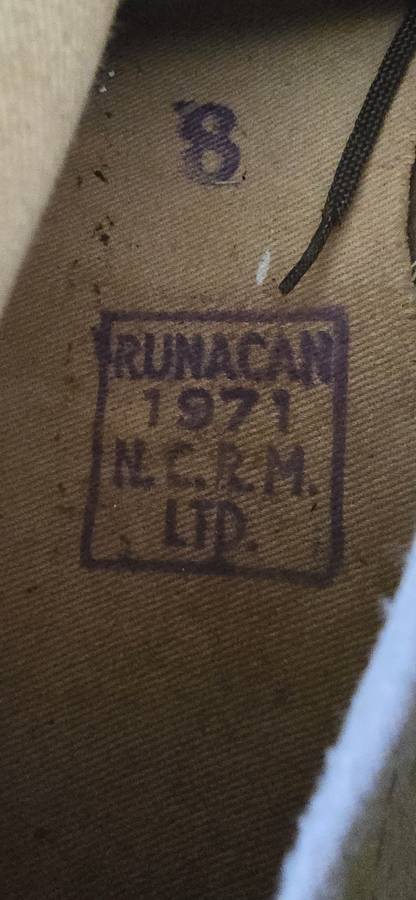 8
RUNACAN
1971
N.C.R.M.
LTD.